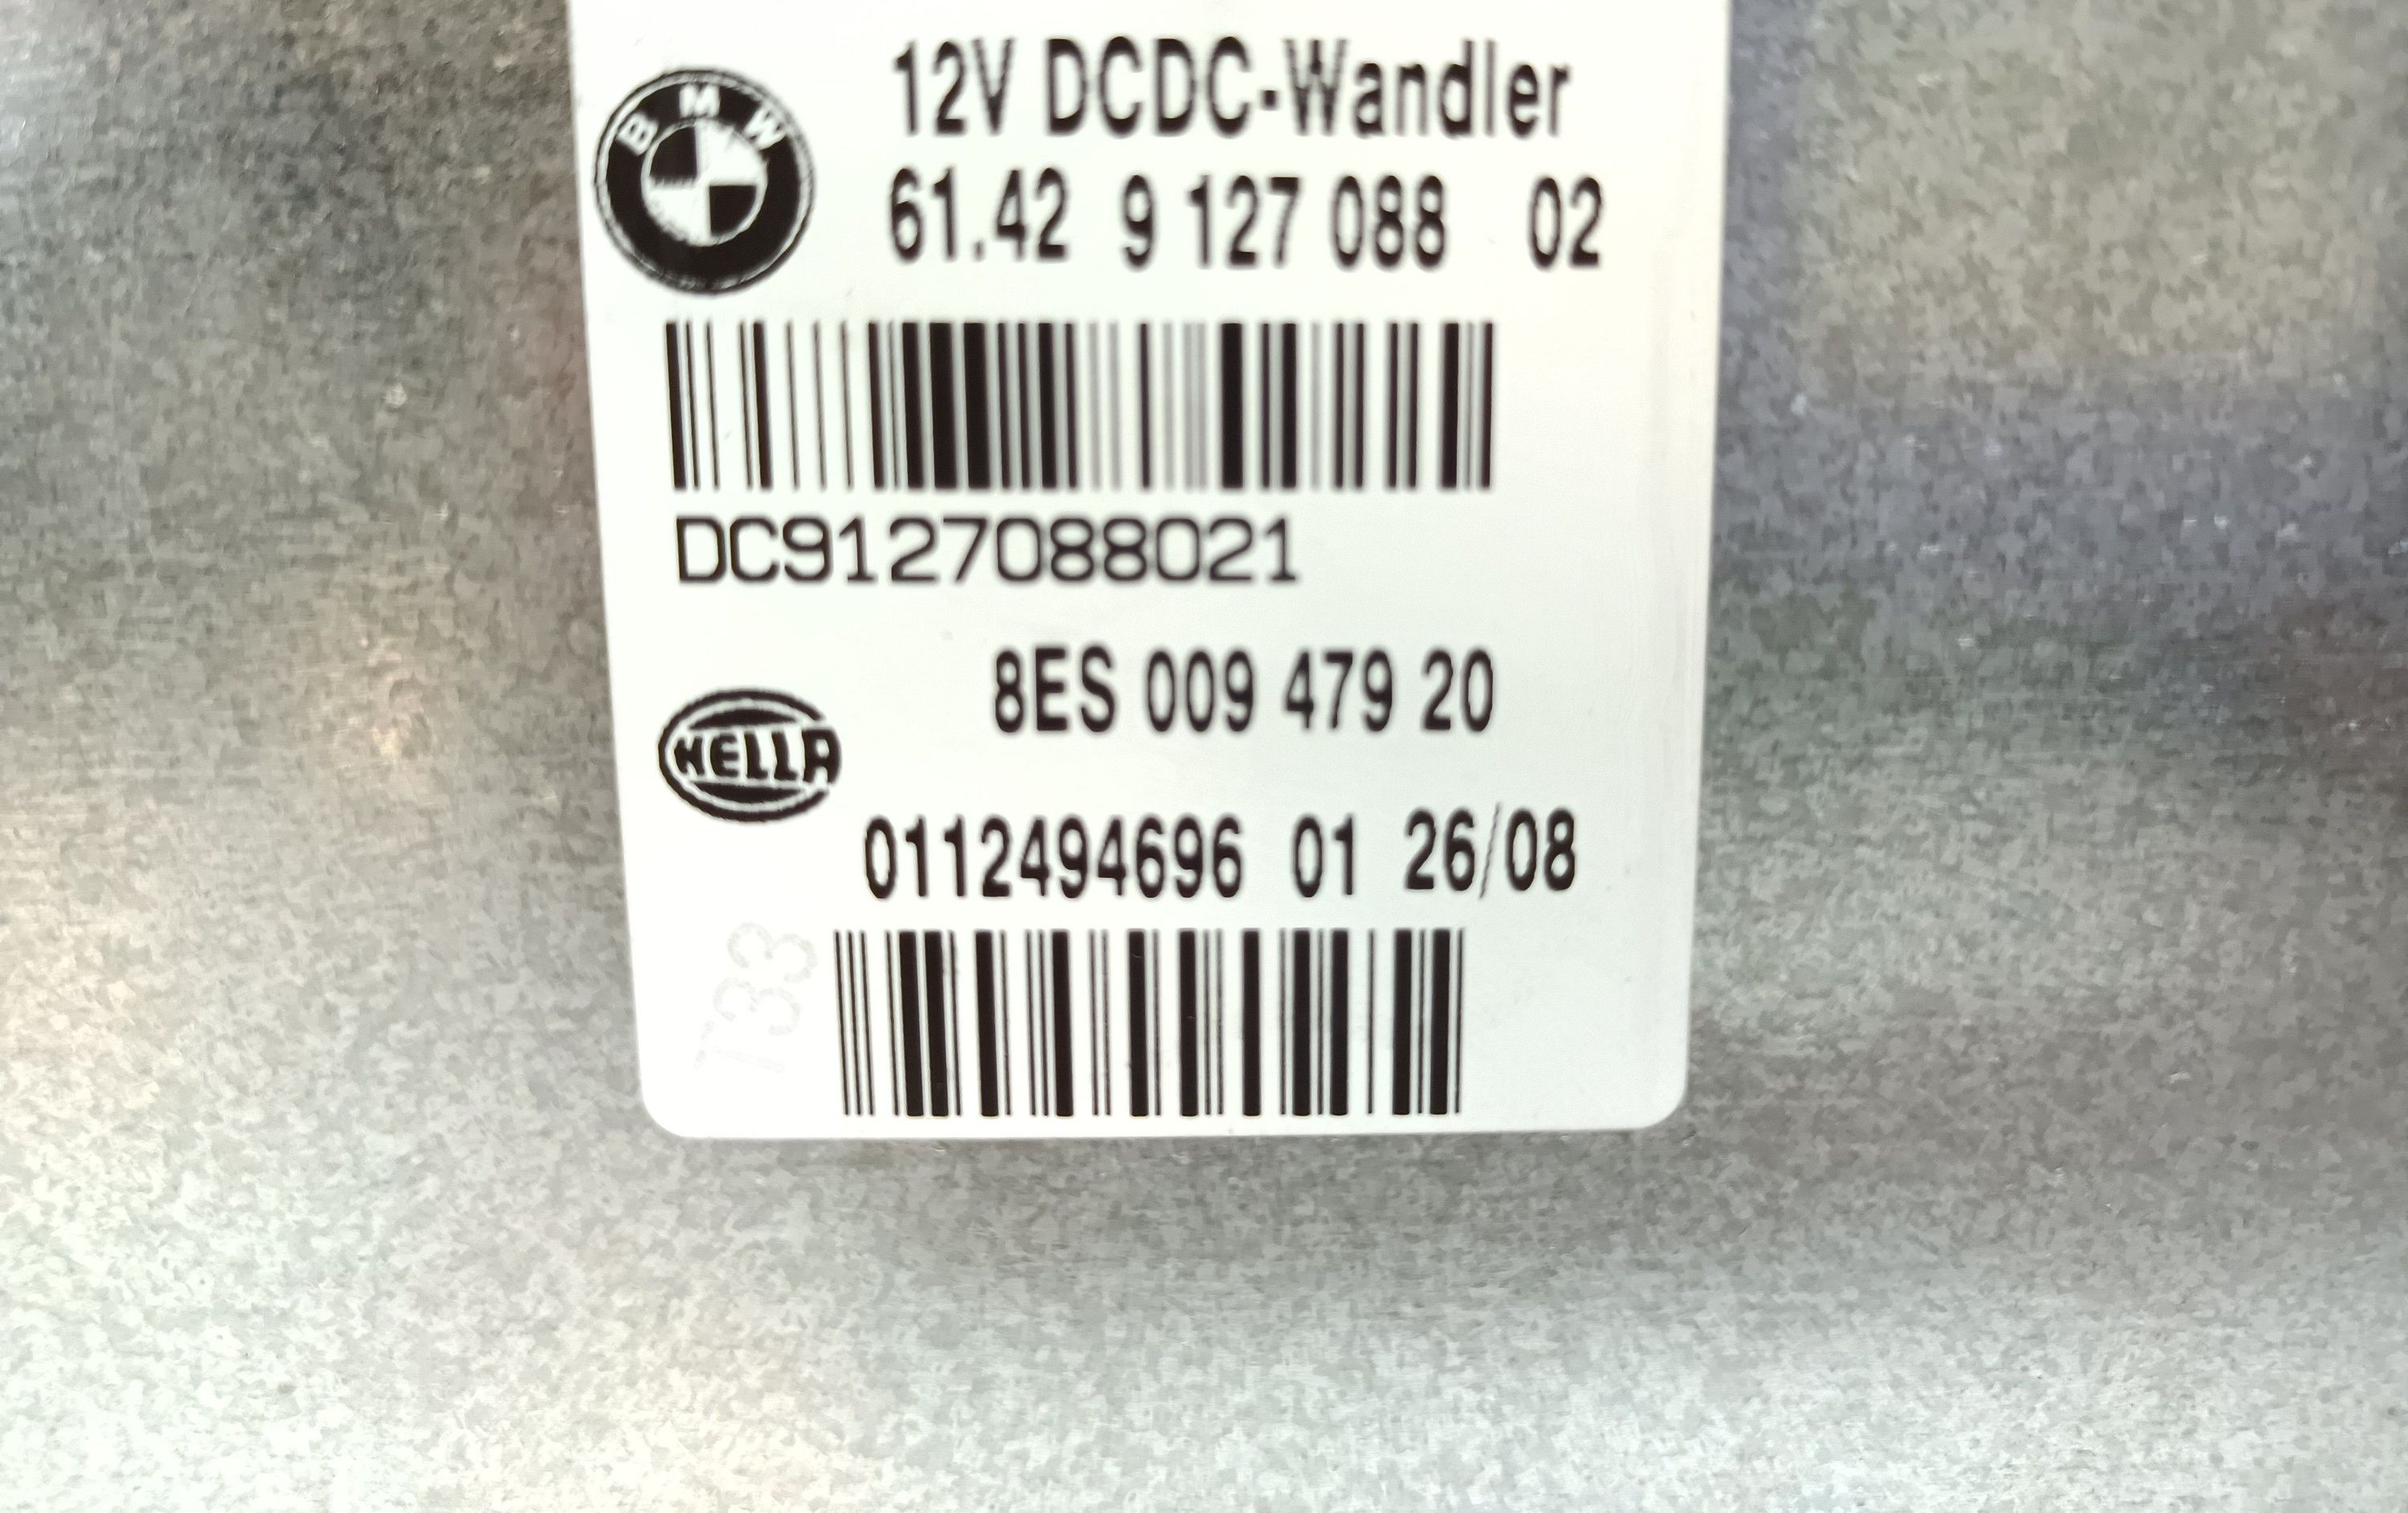 BMW
12V DCDC-Wandler
61.42 9 127 088 02
DC9127088021
8ES 009 479 20
HELLA
0112494696 01 26/08
T33